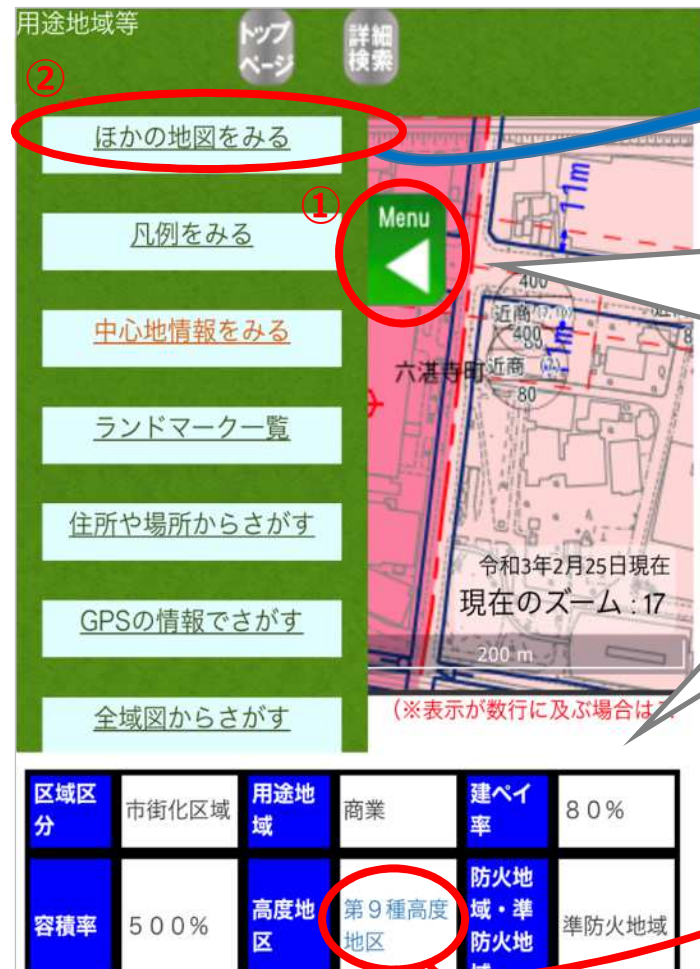 用途地域等
トップ
ページ
詳細
検索
②
ほかの地図をみる
①
凡例をみる
Menu
中心地情報をみる
ランドマーク一覧
住所や場所からさがす
GPSの情報でさがす
全域図からさがす
11m
400
近商
400
80
近商
80
六湛寺町
令和3年2月25日現在
現在のズーム : 17
200 m
(※表示が数行に及ぶ場合は
区域区
分
市街化区域
用途地
域
商業
建ペイ
率
８０%
容積率
５００%
高度地
区
第９種高度
地区
防火地
域・準
防火地
域
準防火地域